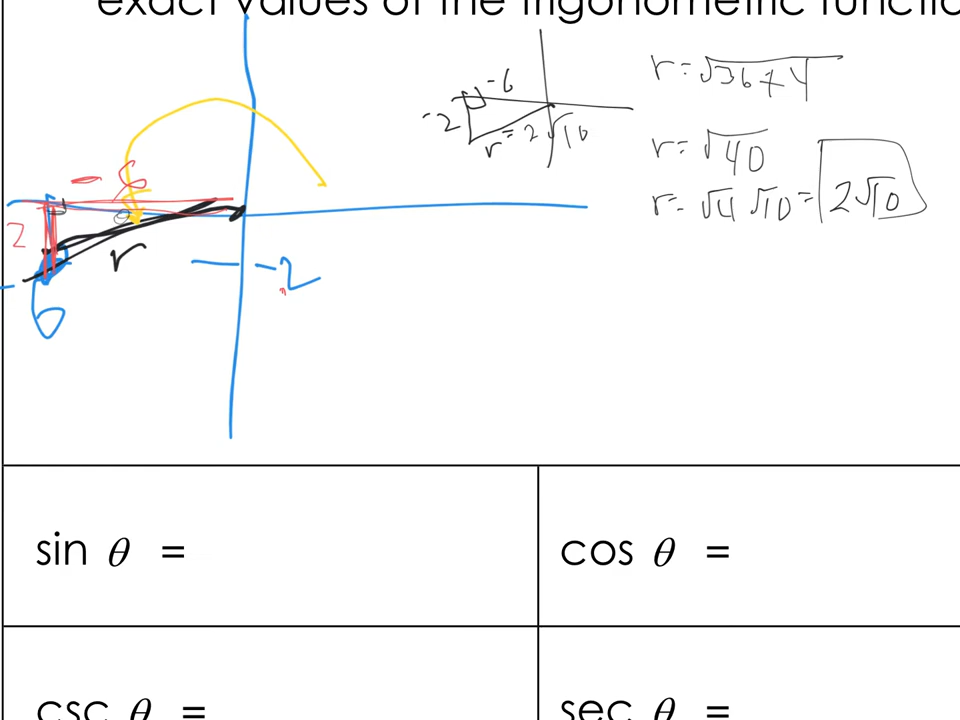 exact values of the trigonometric functio
-6
-2
r = 2√10
r = √36+4
r = √40
r = √4 √10 = 2√10
- 6
2
r
-2
- 6
sin θ =
cos θ =
csc θ =
sec θ =